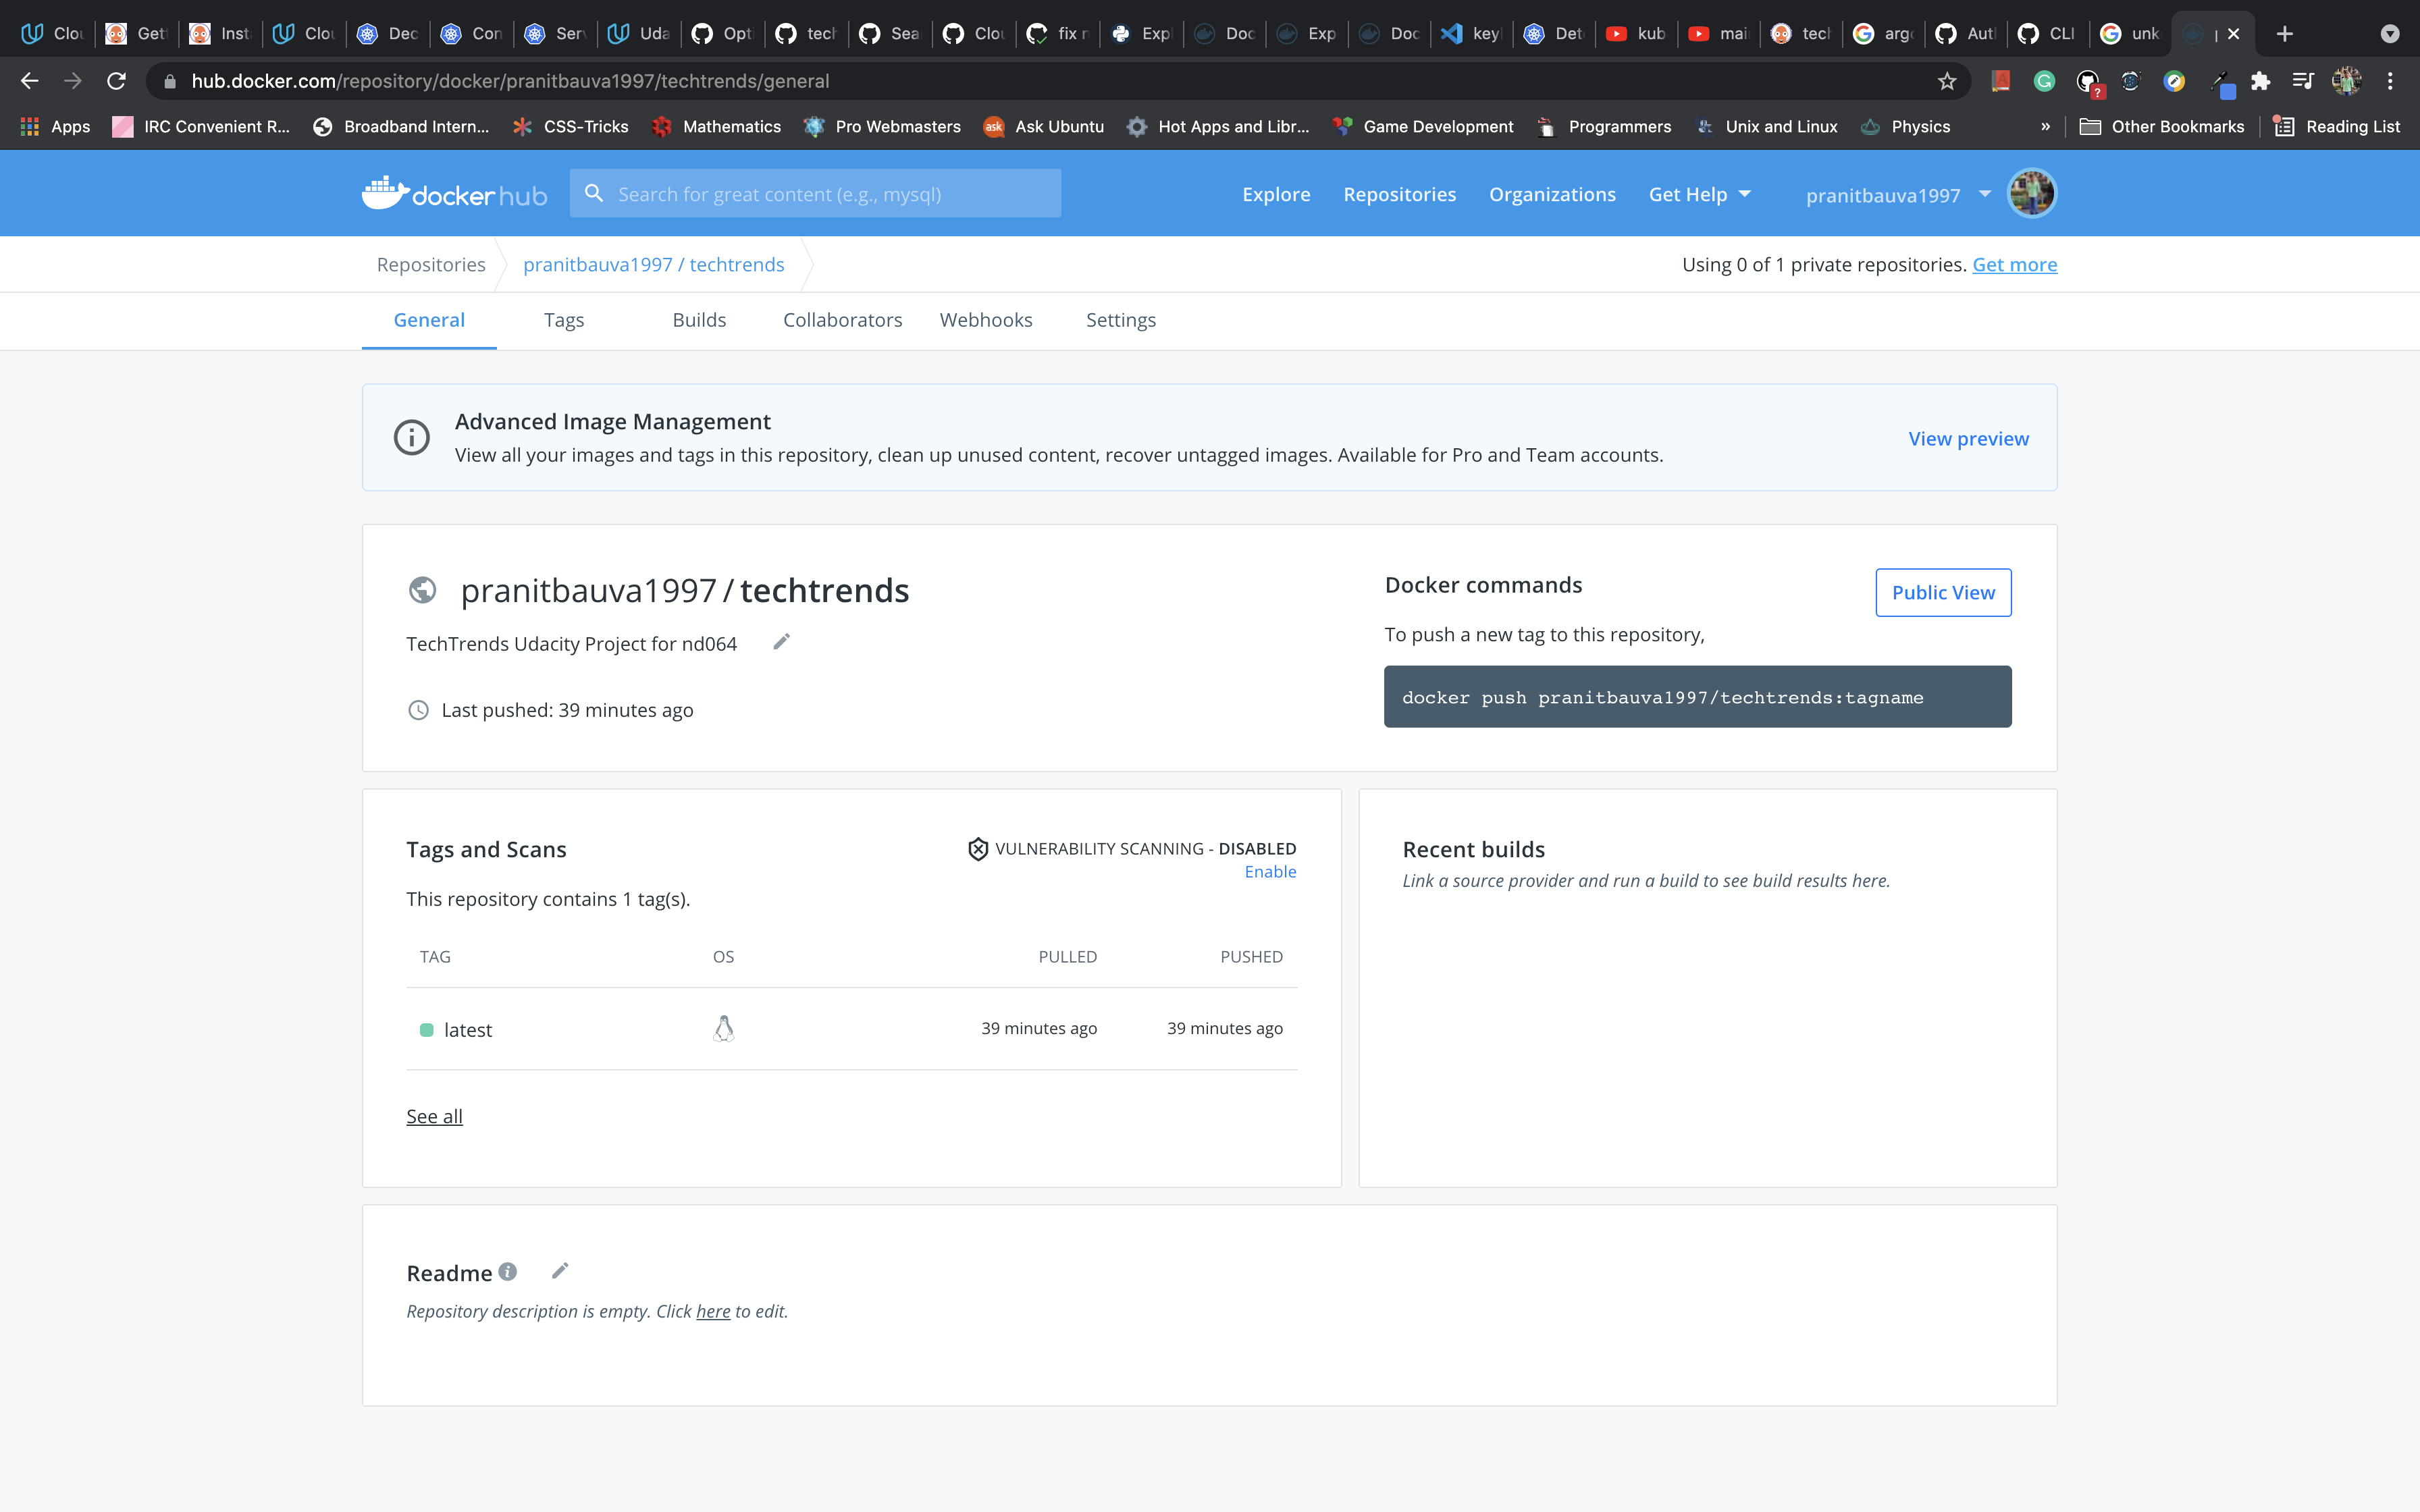 Clou Get Inst Clou Dec Con Serv Uda Opt tech Sea Clou fix n Expl Doc Exp Doc key Det kub mai tech argo Aut CLI unk
hub.docker.com/repository/docker/pranitbauva1997/techtrends/general
Apps IRC Convenient R... Broadband Intern... CSS-Tricks Mathematics Pro Webmasters Ask Ubuntu Hot Apps and Libr... Game Development Programmers Unix and Linux Physics » Other Bookmarks Reading List
docker hub Search for great content (e.g., mysql) Explore Repositories Organizations Get Help pranitbauva1997
Repositories pranitbauva1997 / techtrends Using 0 of 1 private repositories. Get more
General Tags Builds Collaborators Webhooks Settings
Advanced Image Management
View all your images and tags in this repository, clean up unused content, recover untagged images. Available for Pro and Team accounts.
View preview
pranitbauva1997 / techtrends
TechTrends Udacity Project for nd064
Last pushed: 39 minutes ago
Docker commands
Public View
To push a new tag to this repository,
docker push pranitbauva1997/techtrends:tagname
Tags and Scans
VULNERABILITY SCANNING - DISABLED
Enable
This repository contains 1 tag(s).
TAG OS PULLED PUSHED
latest 39 minutes ago 39 minutes ago
See all
Recent builds
Link a source provider and run a build to see build results here.
Readme
Repository description is empty. Click here to edit.